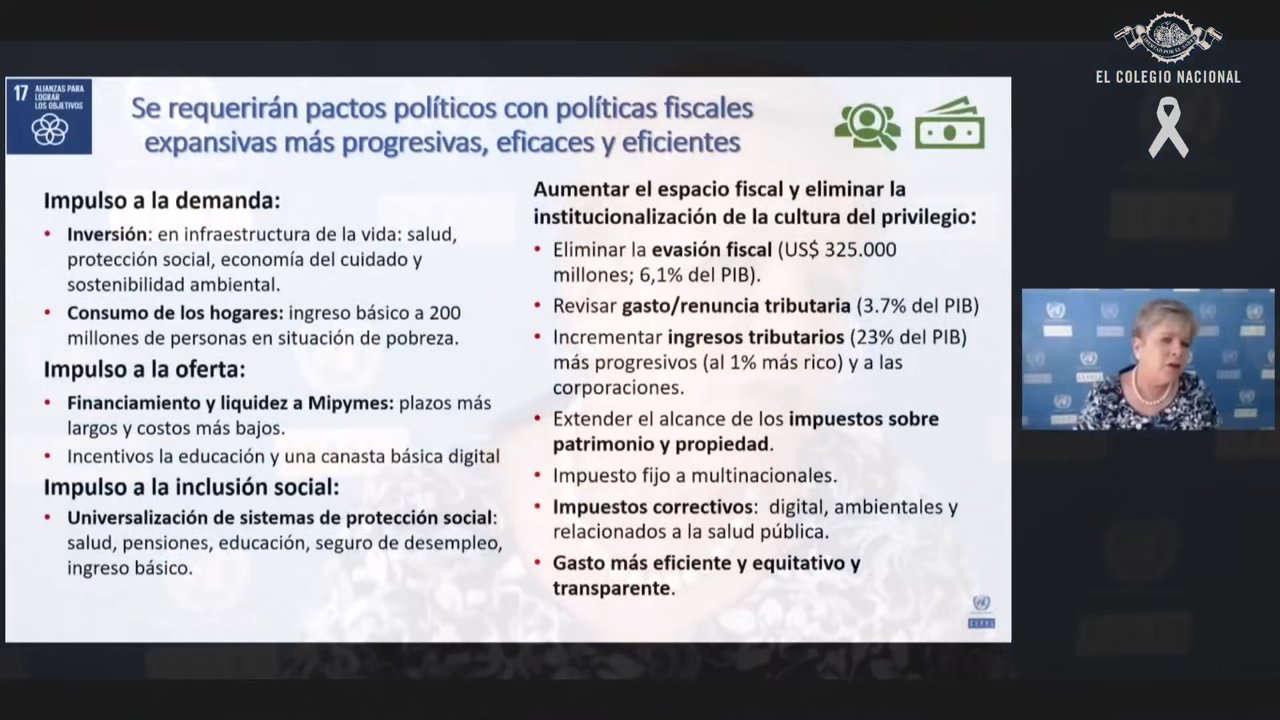 17 ALIANZAS PARA
LOGRAR
LOS OBJETIVOS
Se requerirán pactos políticos con políticas fiscales
expansivas más progresivas, eficaces y eficientes
Impulso a la demanda:
• Inversión: en infraestructura de la vida: salud,
protección social, economía del cuidado y
sostenibilidad ambiental.
• Consumo de los hogares: ingreso básico a 200
millones de personas en situación de pobreza.
Impulso a la oferta:
• Financiamiento y liquidez a Mipymes: plazos más
largos y costos más bajos.
• Incentivos la educación y una canasta básica digital
Impulso a la inclusión social:
• Universalización de sistemas de protección social:
salud, pensiones, educación, seguro de desempleo,
ingreso básico.
Aumentar el espacio fiscal y eliminar la
institucionalización de la cultura del privilegio:
• Eliminar la evasión fiscal (US$ 325.000
millones; 6,1% del PIB).
• Revisar gasto/renuncia tributaria (3.7% del PIB)
• Incrementar ingresos tributarios (23% del PIB)
más progresivos (al 1% más rico) y a las
corporaciones.
• Extender el alcance de los impuestos sobre
patrimonio y propiedad.
• Impuesto fijo a multinacionales.
• Impuestos correctivos: digital, ambientales y
relacionados a la salud pública.
• Gasto más eficiente y equitativo y
transparente.
CEPAL
EL COLEGIO NACIONAL